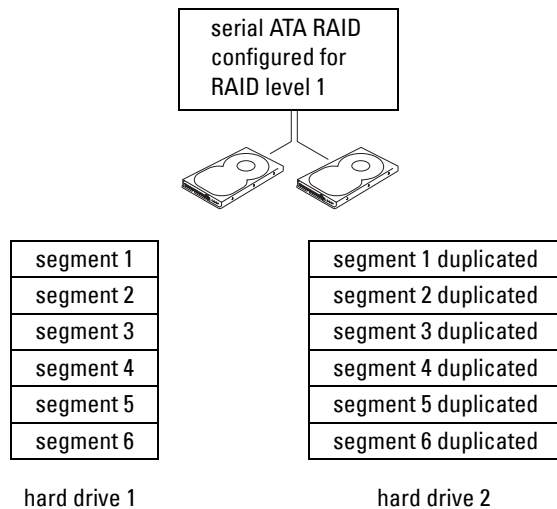 serial ATA RAID
configured for
RAID level 1
segment 1
segment 2
segment 3
segment 4
segment 5
segment 6
hard drive 1
segment 1 duplicated
segment 2 duplicated
segment 3 duplicated
segment 4 duplicated
segment 5 duplicated
segment 6 duplicated
hard drive 2